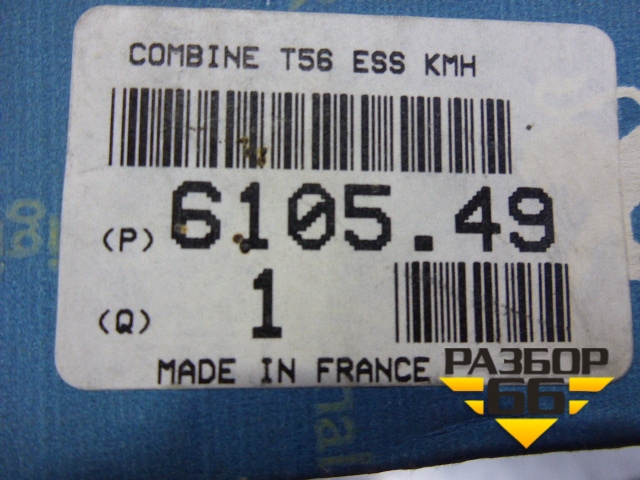 COMBINE T56 ESS KMH
(P) 6105.49
(Q) 1
MADE IN FRANCE
РАЗБОР
66